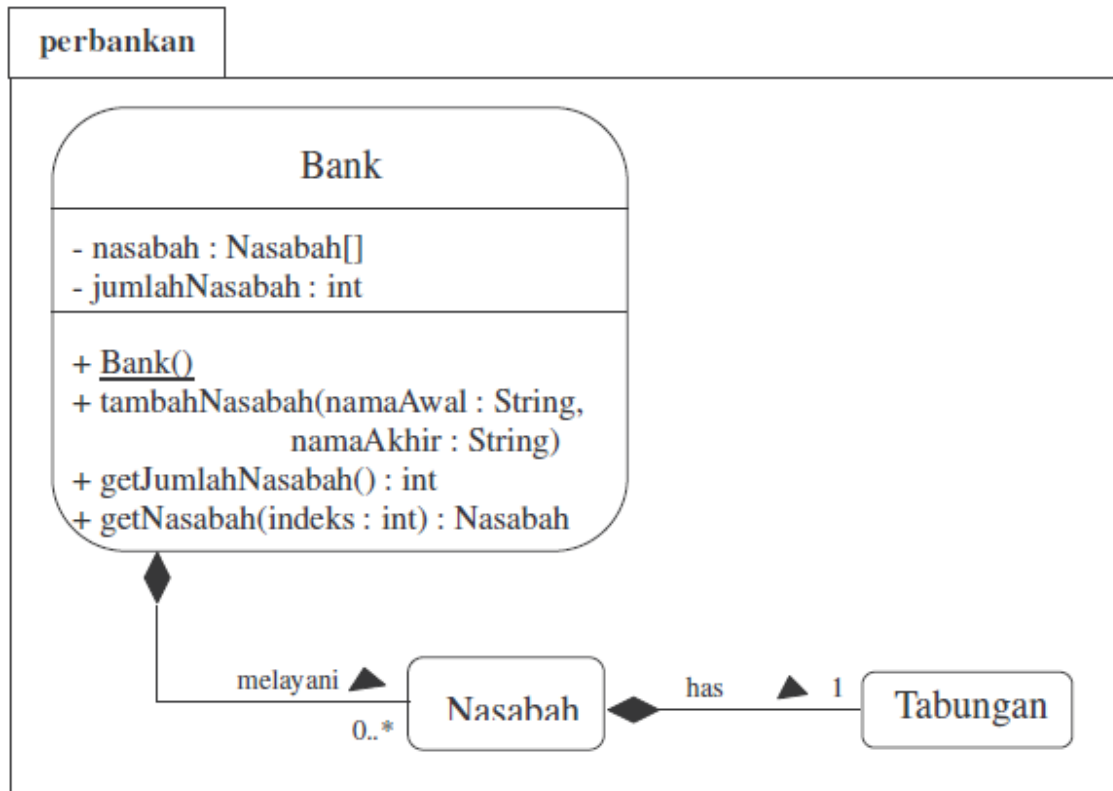 perbankan
Bank
- nasabah : Nasabah[]
- jumlahNasabah : int
+ Bank()
+ tambahNasabah(namaAwal : String,
namaAkhir : String)
+ getJumlahNasabah() : int
+ getNasabah(indeks : int) : Nasabah
melayani
0..*
Nasabah
has
1
Tabungan